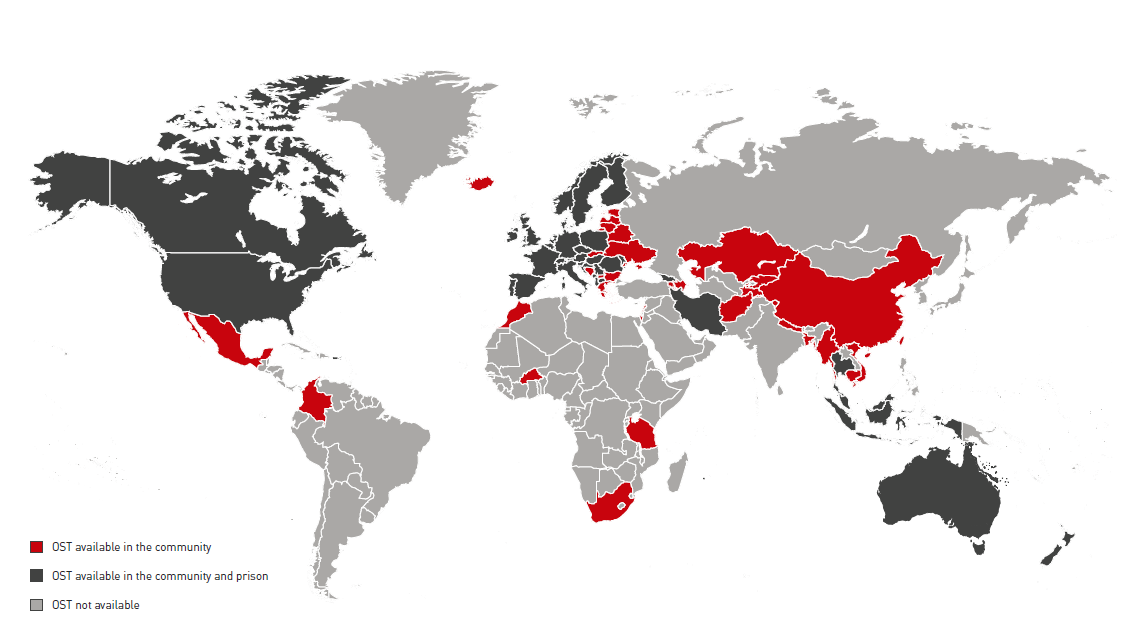 OST available in the community
OST available in the community and prison
OST not available